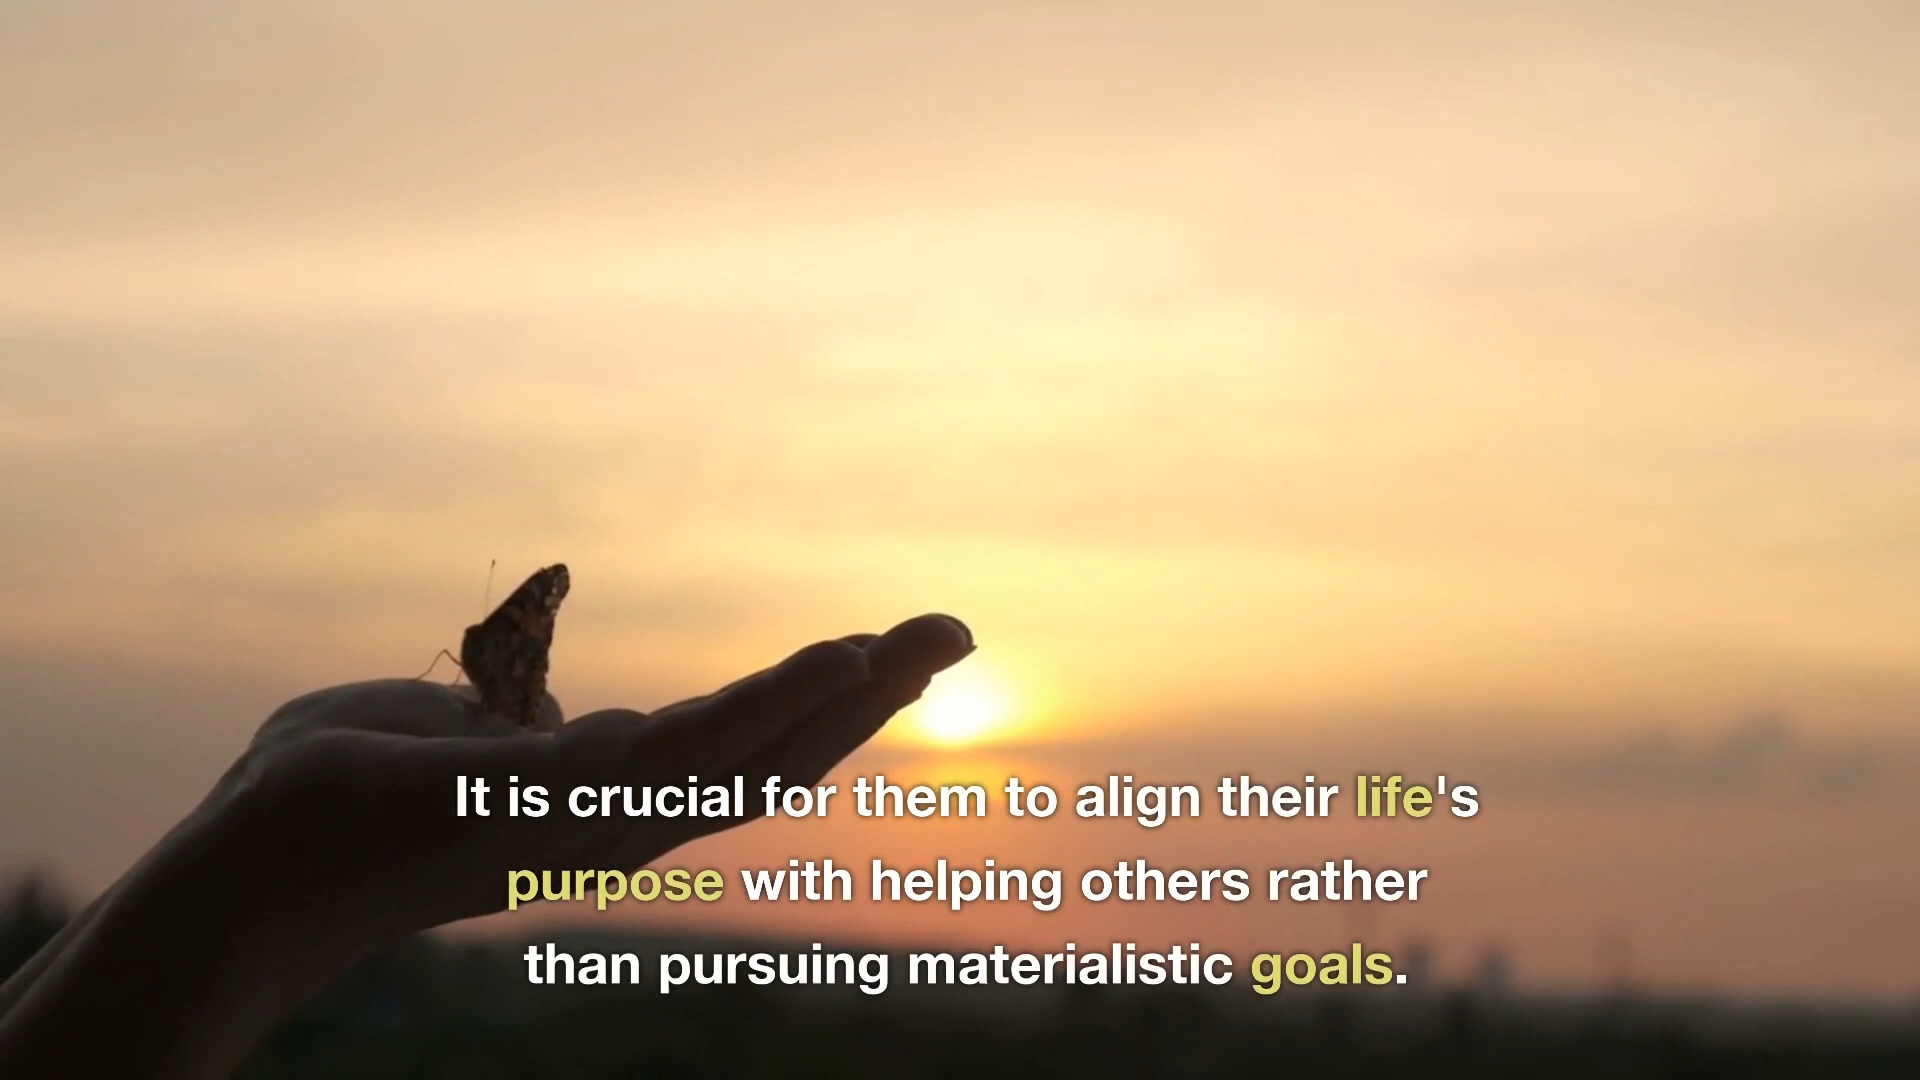 It is crucial for them to align their life's
purpose with helping others rather
than pursuing materialistic goals.